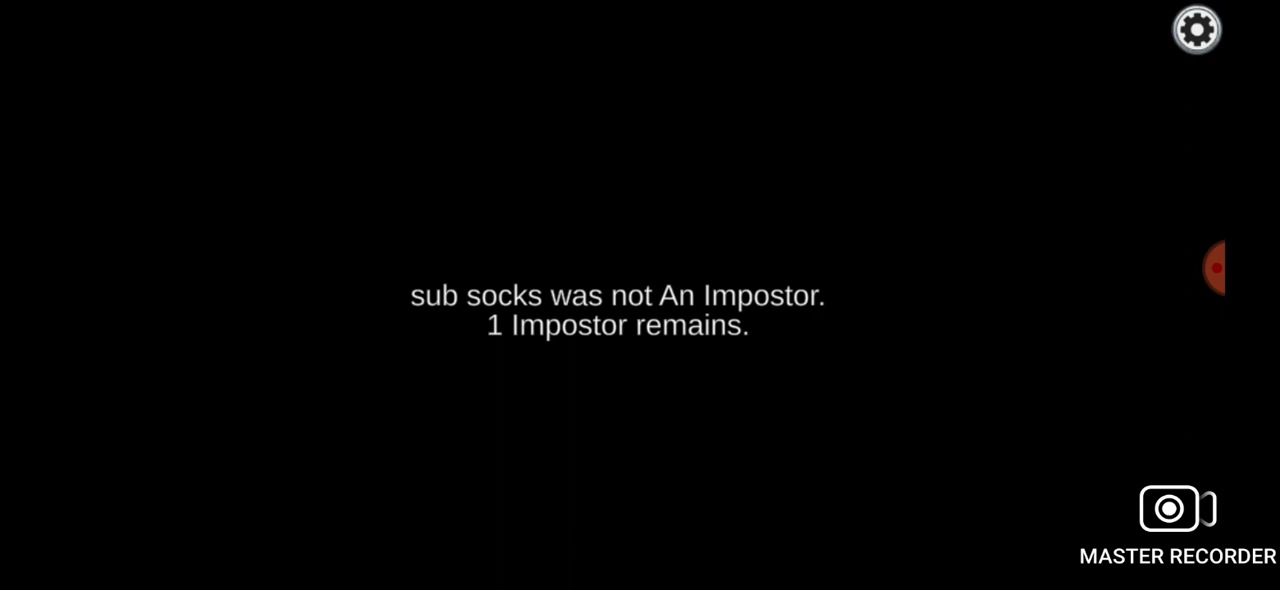 sub socks was not An Impostor.
1 Impostor remains.
MASTER RECORDER